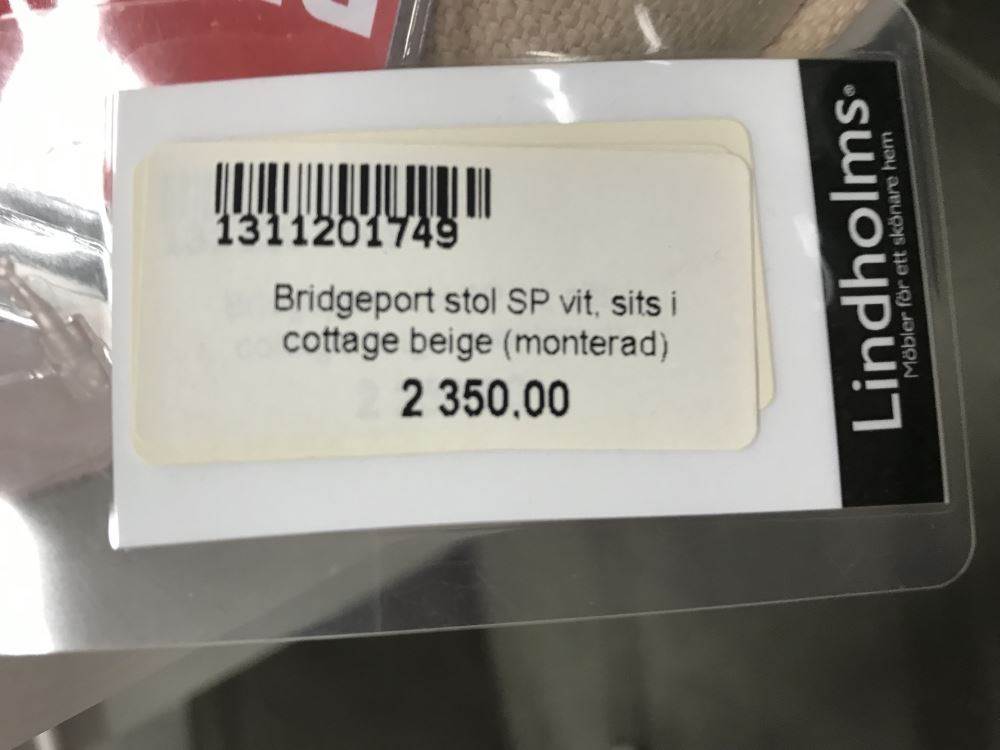 1311201749
Bridgeport stol SP vit, sits i
cottage beige (monterad)
2 350,00
Lindholms®
Möbler för ett skönare hem